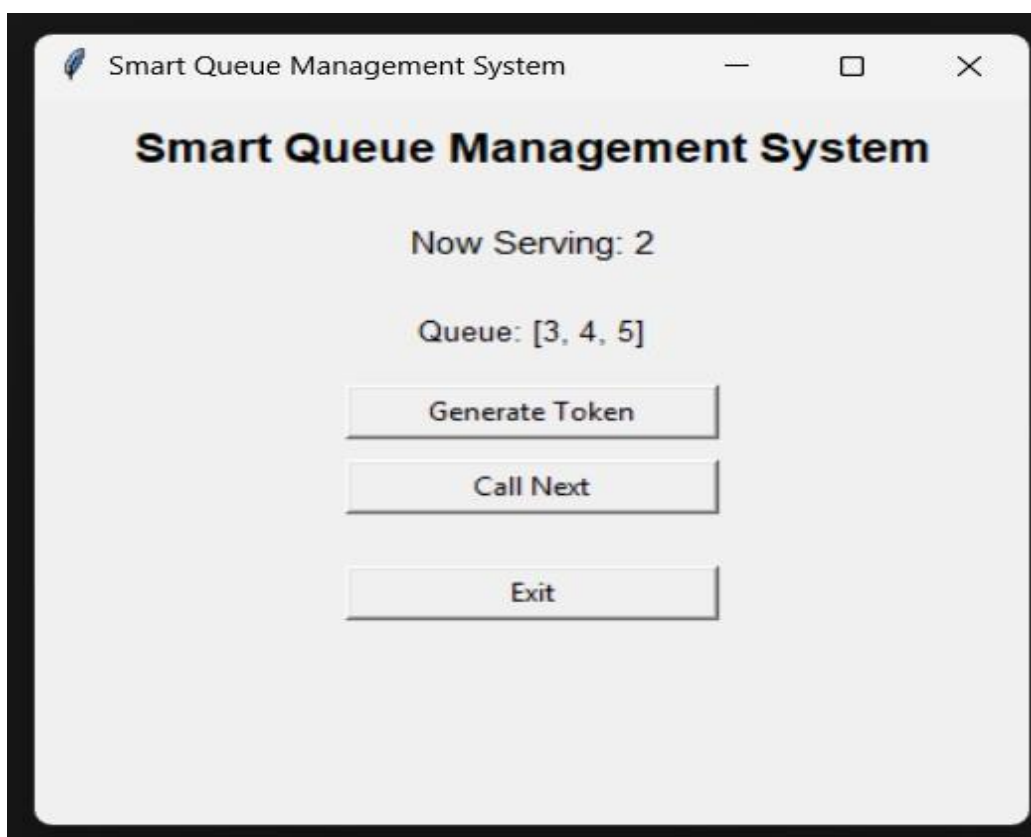 Smart Queue Management System
Smart Queue Management System
Now Serving: 2
Queue: [3, 4, 5]
Generate Token
Call Next
Exit